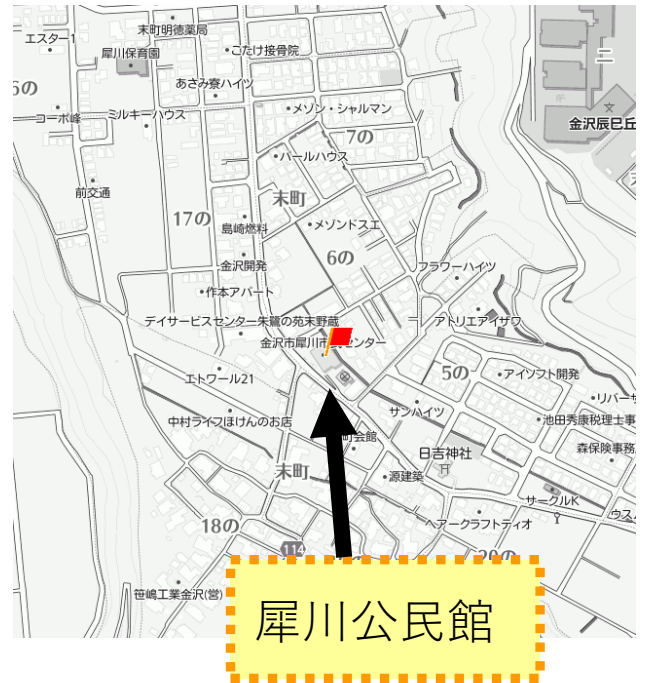 末町明徳薬局
エスター1
犀川保育園
こたけ接骨院
あさみ寮ハイツ
6の
コーポ峰
ミルキーハウス
メゾン・シャルマン
金沢辰巳丘
7の
パールハウス
前交通
末町
17の
島崎燃料
メゾンドスエ
6の
金沢開発
フラワーハイツ
作本アパート
デイサービスセンター朱鷺の苑末野蔵
アトリエアイザワ
金沢市犀川市
センター
エトワール21
50の
アイソフト開発
リバーサ
サンハイツ
中村ライフほけんのお店
池田秀康税理士事
町会館
日吉神社
森保険事務
末町
源建築
サークルK
18の
ヘアークラフトティオ
ウス
114
20の
笹嶋工業金沢(営)
犀川公民館